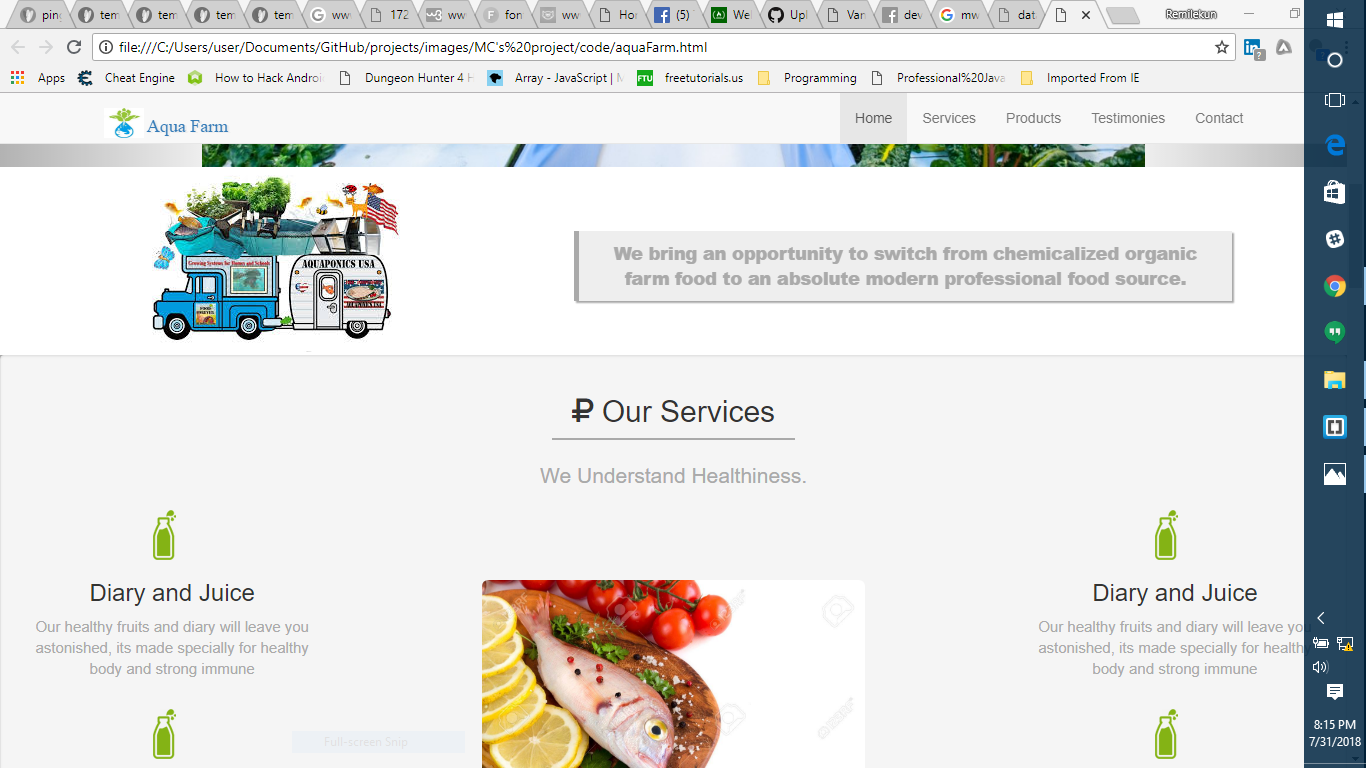 pino
tem
tem
tem
tem
ww
172
ww
fon
ww
Hor
(5)
Wel
Upl
Var
dev
mw
dat
Remilekun
file:///C:/Users/user/Documents/GitHub/projects/images/MC's%20project/code/aquaFarm.html
Apps
Cheat Engine
How to Hack Androi
Dungeon Hunter 4 H
Array - JavaScript | M
FTU freetutorials.us
Programming
Professional%20Java
Imported From IE
Aqua Farm
Home
Services
Products
Testimonies
Contact
Growing Systems for Homes and Schools
AQUAPONICS USA
FOOD FOREVER
We bring an opportunity to switch from chemicalized organic
farm food to an absolute modern professional food source.
₽ Our Services
We Understand Healthiness.
Diary and Juice
Our healthy fruits and diary will leave you
astonished, its made specially for healthy
body and strong immune
Diary and Juice
Our healthy fruits and diary will leave you
astonished, its made specially for healthy
body and strong immune
Full-screen Snip
8:15 PM
7/31/2018